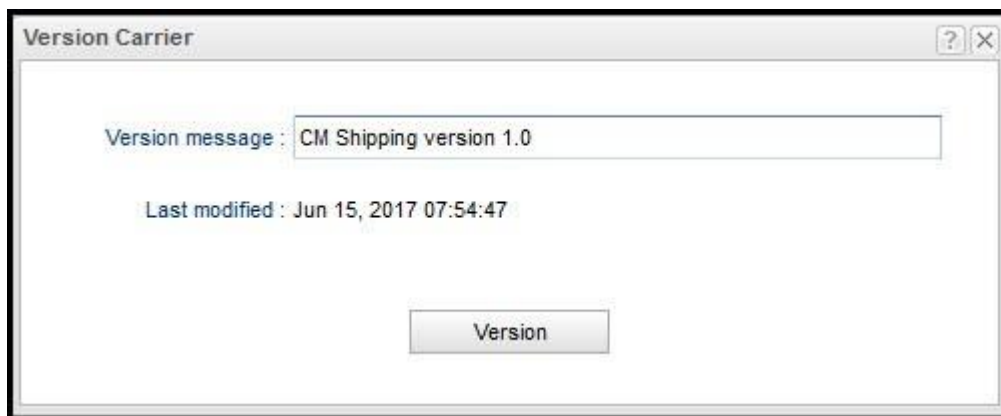 Version Carrier
Version message : CM Shipping version 1.0
Last modified : Jun 15, 2017 07:54:47
Version